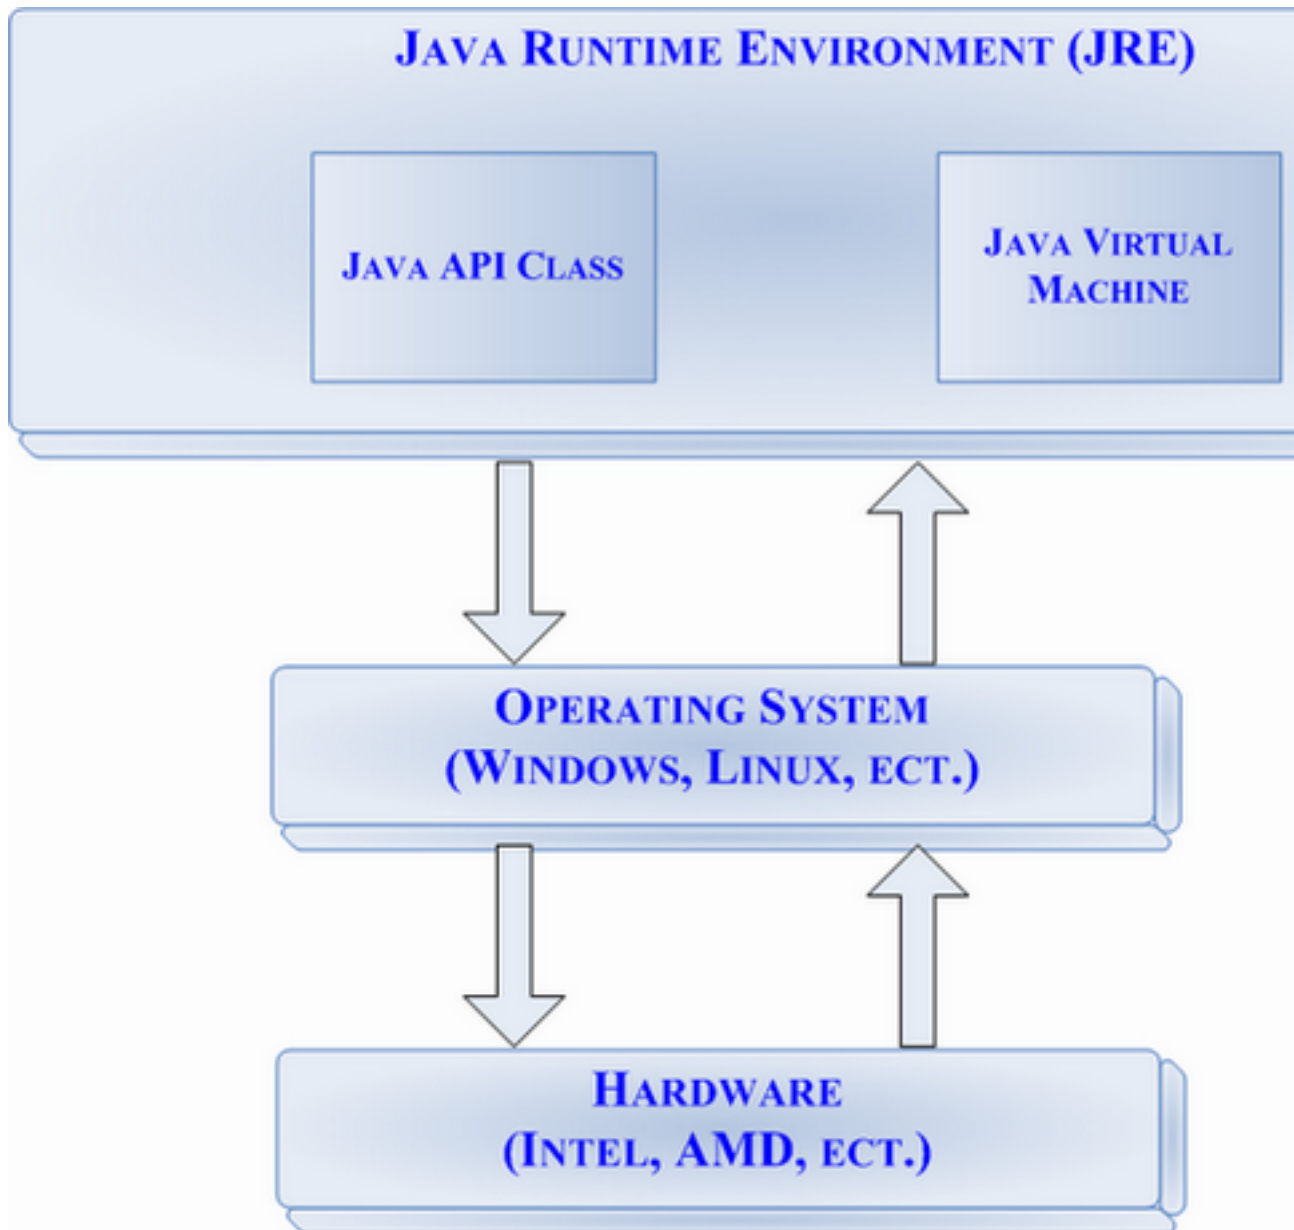 JAVA RUNTIME ENVIRONMENT (JRE)
JAVA API CLASS
JAVA VIRTUAL
MACHINE
OPERATING SYSTEM
(WINDOWS, LINUX, ECT.)
HARDWARE
(INTEL, AMD, ECT.)